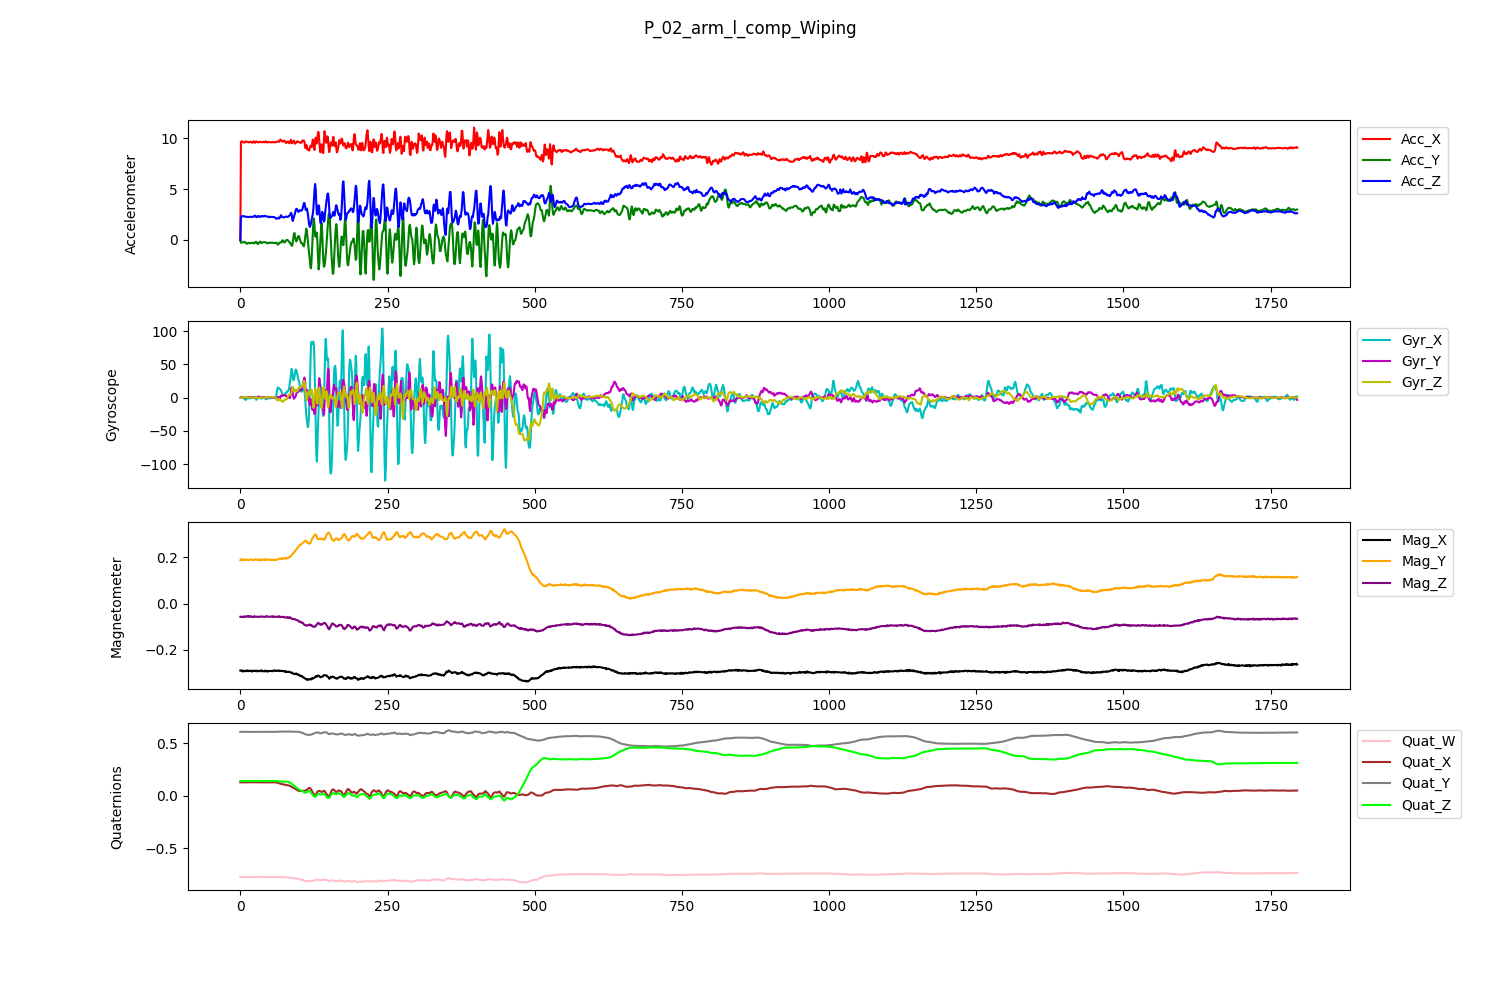 P_02_arm_l_comp_Wiping
Accelerometer
10
5
0
0 250 500 750 1000 1250 1500 1750
Acc_X
Acc_Y
Acc_Z
Gyroscope
100
50
0
−50
−100
0 250 500 750 1000 1250 1500 1750
Gyr_X
Gyr_Y
Gyr_Z
Magnetometer
0.2
0.0
−0.2
0 250 500 750 1000 1250 1500 1750
Mag_X
Mag_Y
Mag_Z
Quaternions
0.5
0.0
−0.5
0 250 500 750 1000 1250 1500 1750
Quat_W
Quat_X
Quat_Y
Quat_Z